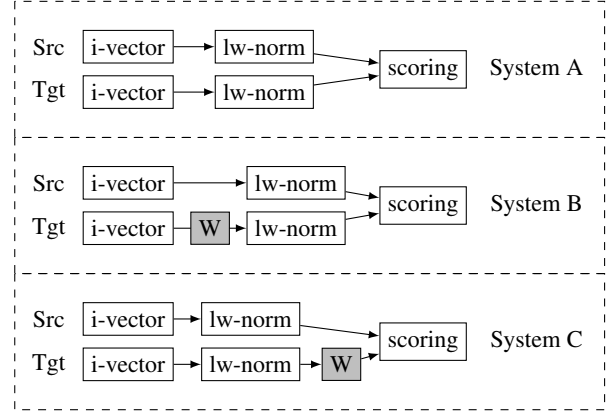 Src i-vector lw-norm
scoring System A
Tgt i-vector lw-norm
Src i-vector lw-norm
scoring System B
Tgt i-vector W lw-norm
Src i-vector lw-norm
scoring System C
Tgt i-vector lw-norm W